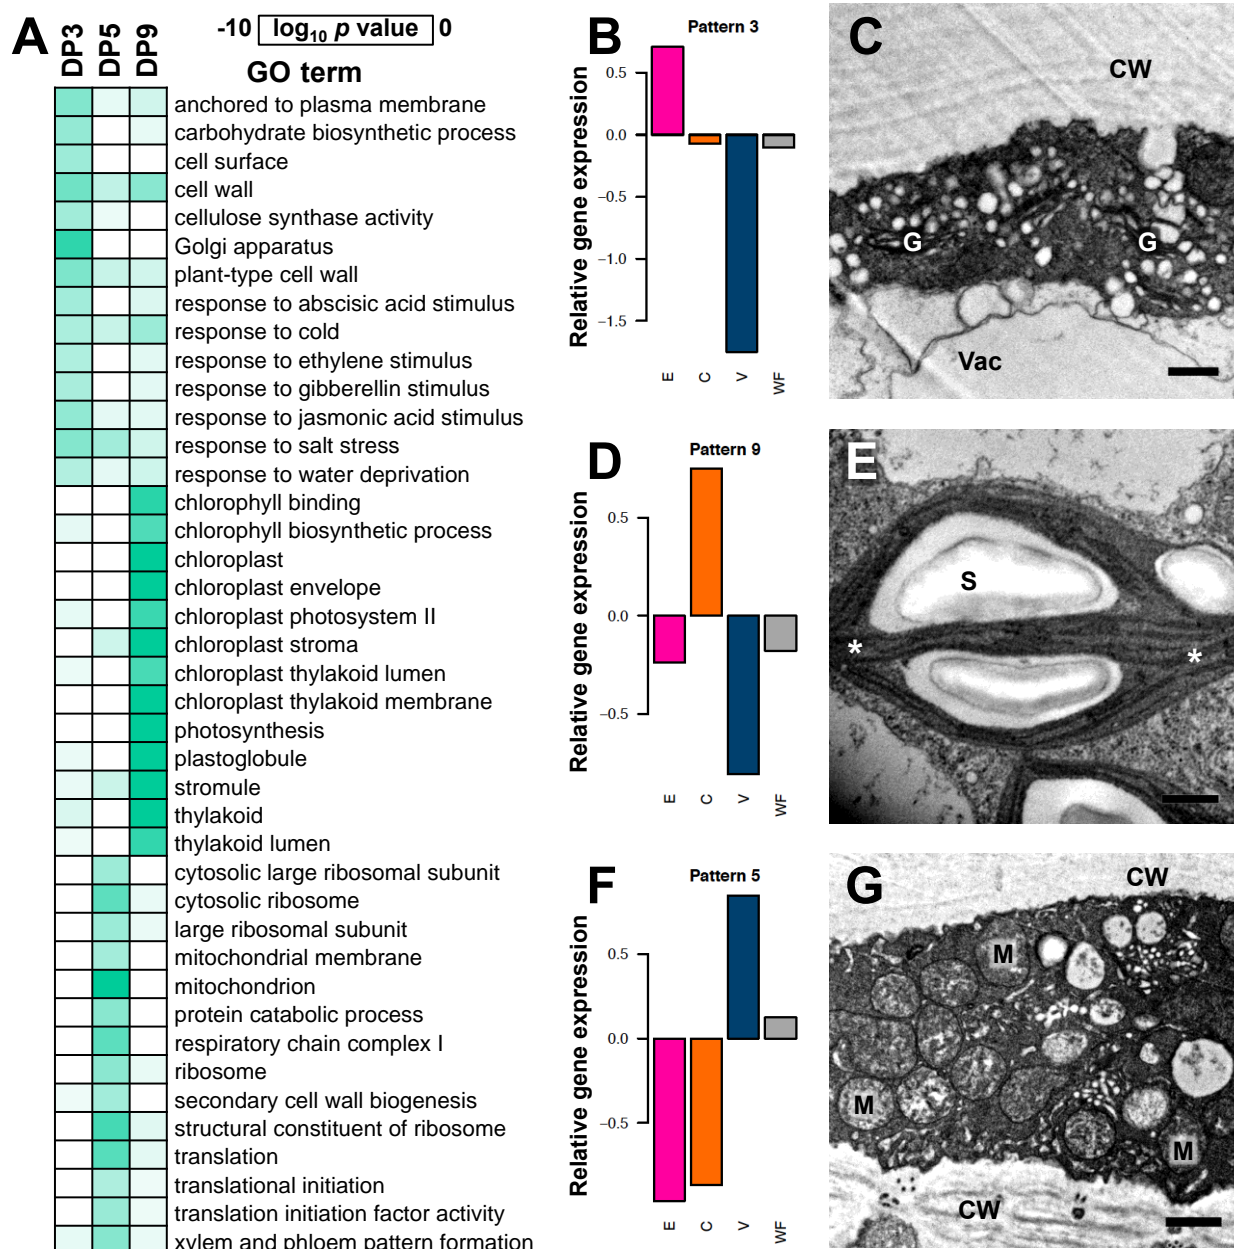 A
DP3
DP5
DP9
-10 log10 p value 0
GO term
anchored to plasma membrane
carbohydrate biosynthetic process
cell surface
cell wall
cellulose synthase activity
Golgi apparatus
plant-type cell wall
response to abscisic acid stimulus
response to cold
response to ethylene stimulus
response to gibberellin stimulus
response to jasmonic acid stimulus
response to salt stress
response to water deprivation
chlorophyll binding
chlorophyll biosynthetic process
chloroplast
chloroplast envelope
chloroplast photosystem II
chloroplast stroma
chloroplast thylakoid lumen
chloroplast thylakoid membrane
photosynthesis
plastoglobule
stromule
thylakoid
thylakoid lumen
cytosolic large ribosomal subunit
cytosolic ribosome
large ribosomal subunit
mitochondrial membrane
mitochondrion
protein catabolic process
respiratory chain complex I
ribosome
secondary cell wall biogenesis
structural constituent of ribosome
translation
translational initiation
translation initiation factor activity
xylem and phloem pattern formation
B
Pattern 3
Relative gene expression
0.5
0.0
−0.5
−1.0
−1.5
E
C
V
WF
C
CW
G
G
Vac
D
Pattern 9
Relative gene expression
0.5
0.0
−0.5
E
C
V
WF
E
S
*
*
F
Pattern 5
Relative gene expression
0.5
0.0
−0.5
E
C
V
WF
G
CW
M
M
M
CW